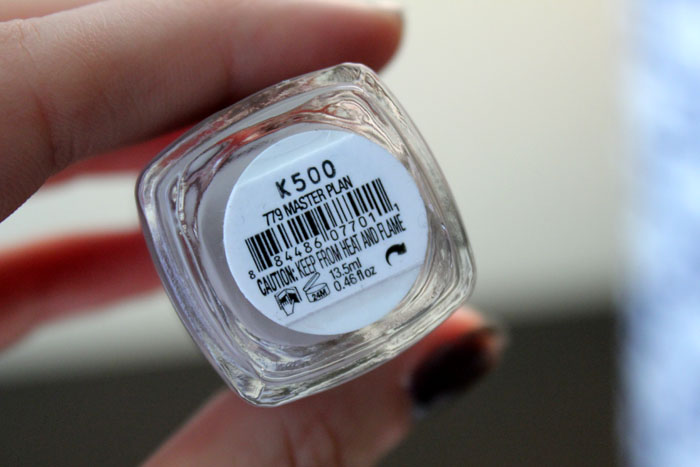 K500
779 MASTER PLAN
8 84486 07701 1
CAUTION: KEEP FROM HEAT AND FLAME
24M
13.5ml
0.46 fl oz